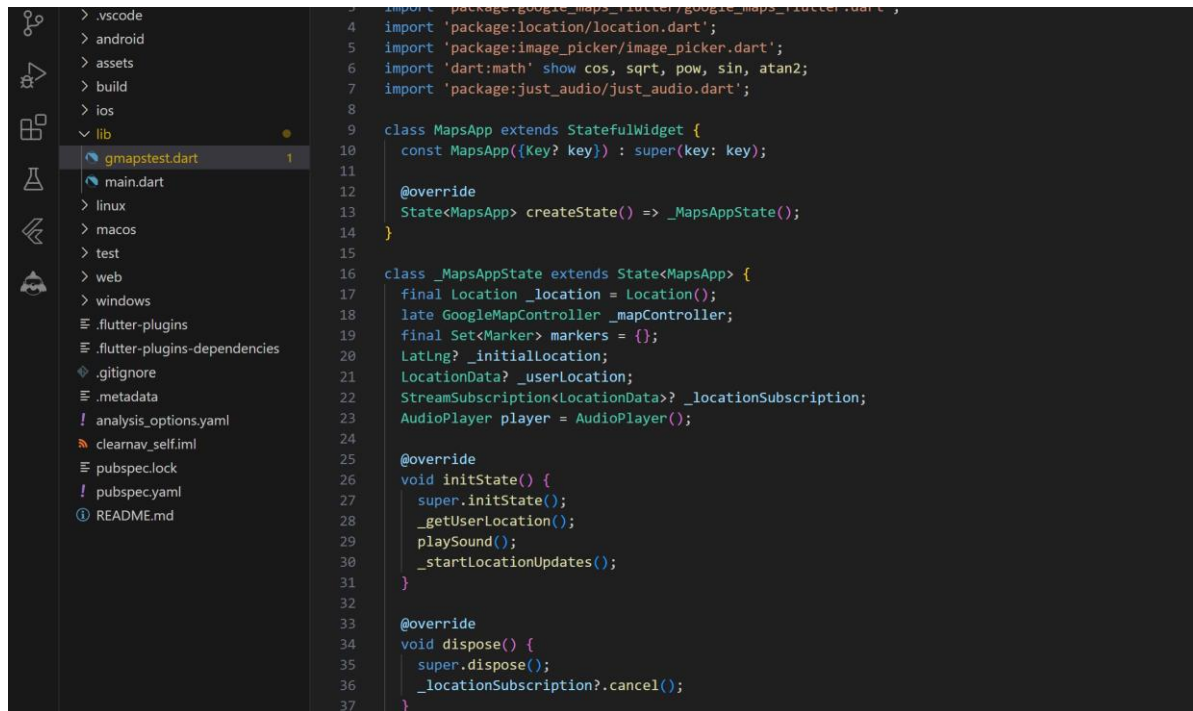 .vscode
android
assets
build
ios
lib
gmapstest.dart 1
main.dart
linux
macos
test
web
windows
.flutter-plugins
.flutter-plugins-dependencies
.gitignore
.metadata
! analysis_options.yaml
clearnav_self.iml
pubspec.lock
! pubspec.yaml
README.md
3 import 'package:google_maps_flutter/google_maps_flutter.dart';
4 import 'package:location/location.dart';
5 import 'package:image_picker/image_picker.dart';
6 import 'dart:math' show cos, sqrt, pow, sin, atan2;
7 import 'package:just_audio/just_audio.dart';
8
9 class MapsApp extends StatefulWidget {
10 const MapsApp({Key? key}) : super(key: key);
11
12 @override
13 State<MapsApp> createState() => _MapsAppState();
14 }
15
16 class _MapsAppState extends State<MapsApp> {
17 final Location _location = Location();
18 late GoogleMapController _mapController;
19 final Set<Marker> markers = {};
20 LatLng? _initialLocation;
21 LocationData? _userLocation;
22 StreamSubscription<LocationData>? _locationSubscription;
23 AudioPlayer player = AudioPlayer();
24
25 @override
26 void initState() {
27 super.initState();
28 _getUserLocation();
29 playSound();
30 _startLocationUpdates();
31 }
32
33 @override
34 void dispose() {
35 super.dispose();
36 _locationSubscription?.cancel();
37 }